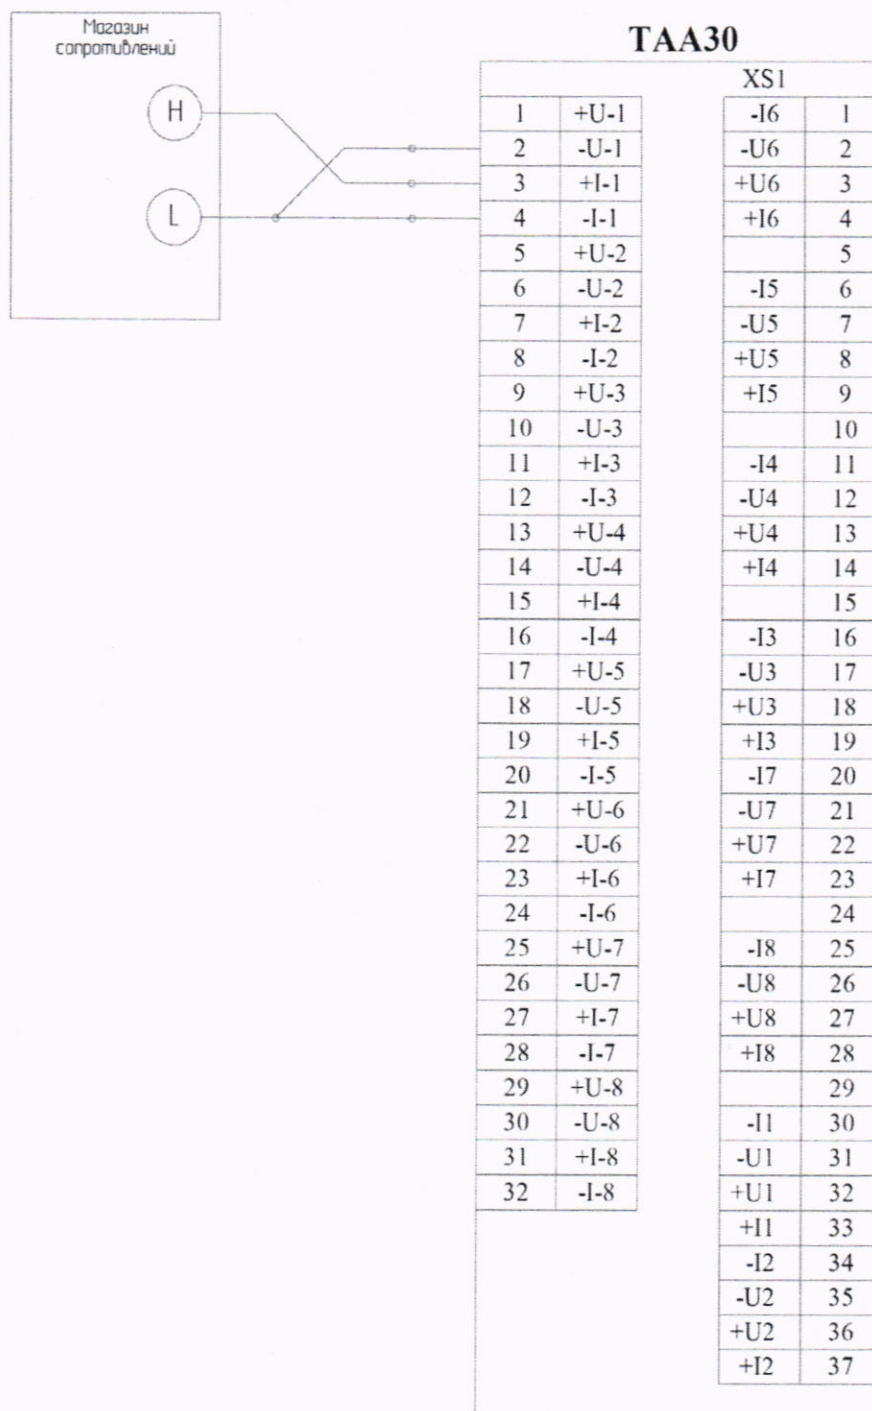 Магазин
сопротивлений
H
L
TAA30
XS1
1 +U-1 -I6 1
2 -U-1 -U6 2
3 +I-1 +U6 3
4 -I-1 +I6 4
5 +U-2 5
6 -U-2 -I5 6
7 +I-2 -U5 7
8 -I-2 +U5 8
9 +U-3 +I5 9
10 -U-3 10
11 +I-3 -I4 11
12 -I-3 -U4 12
13 +U-4 +U4 13
14 -U-4 +I4 14
15 +I-4 15
16 -I-4 -I3 16
17 +U-5 -U3 17
18 -U-5 +U3 18
19 +I-5 +I3 19
20 -I-5 -I7 20
21 +U-6 -U7 21
22 -U-6 +U7 22
23 +I-6 +I7 23
24 -I-6 24
25 +U-7 -I8 25
26 -U-7 -U8 26
27 +I-7 +U8 27
28 -I-7 +I8 28
29 +U-8 29
30 -U-8 -I1 30
31 +I-8 -U1 31
32 -I-8 +U1 32
+I1 33
-I2 34
-U2 35
+U2 36
+I2 37